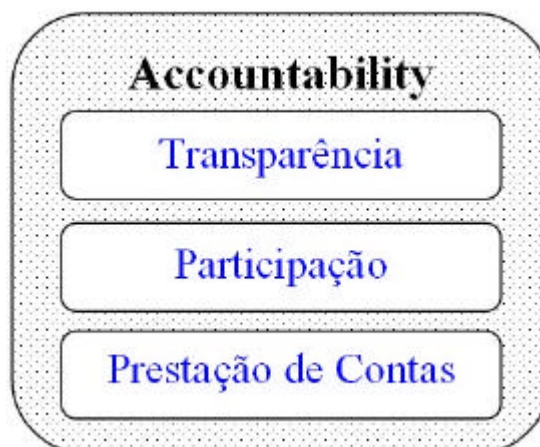 Accountability
Transparência
Participação
Prestação de Contas